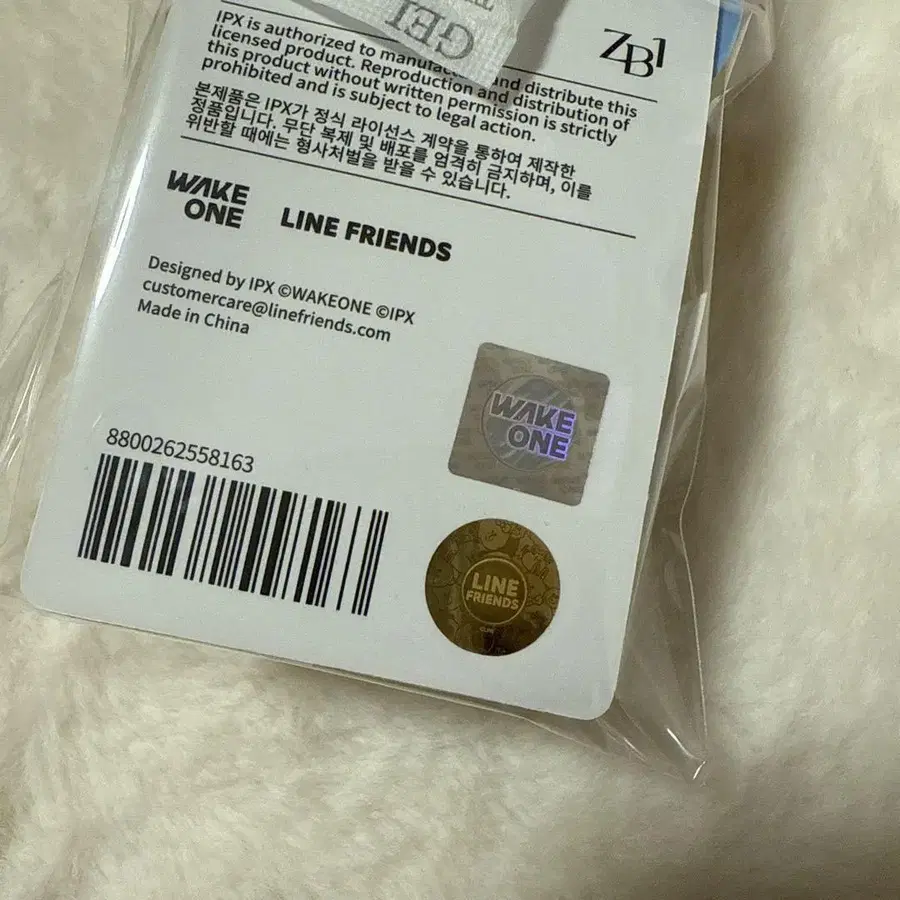 GEI
ZB1
IPX is authorized to manufac and distribute this
licensed product. Reproduction and distribution of
this product without written permission is strictly
prohibited and is subject to legal action.
본제품은 IPX가 정식 라이선스 계약을 통하여 제작한
정품입니다. 무단 복제 및 배포를 엄격히 금지하며, 이를
위반할 때에는 형사처벌을 받을 수 있습니다.
WAKE
ONE
LINE FRIENDS
Designed by IPX ©WAKEONE ©IPX
customercare@linefriends.com
Made in China
WAKE
ONE
8800262558163
LINE
FRIENDS